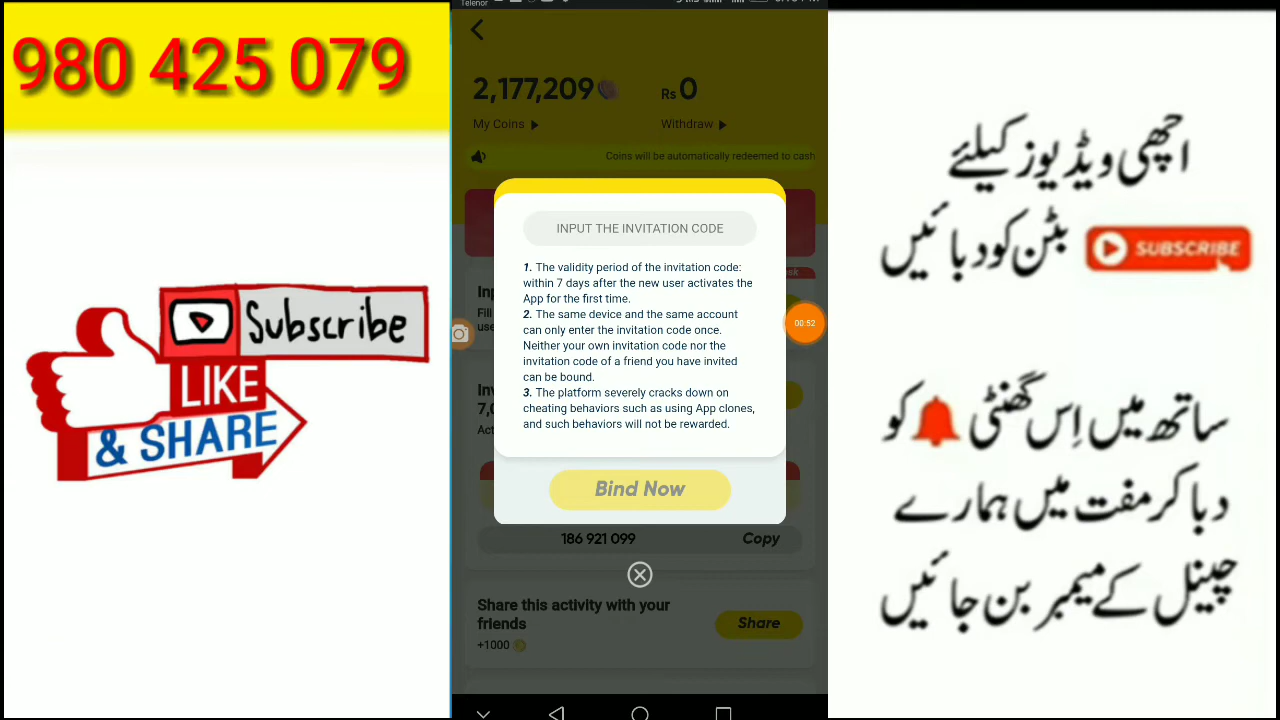 980 425 079
Subscribe
LIKE
& SHARE
Telenor
2,177,209
Rs 0
My Coins
Withdraw
Coins will be automatically redeemed to cash
INPUT THE INVITATION CODE
1. The validity period of the invitation code:
within 7 days after the new user activates the
App for the first time.
2. The same device and the same account
can only enter the invitation code once.
Neither your own invitation code nor the
invitation code of a friend you have invited
can be bound.
3. The platform severely cracks down on
cheating behaviors such as using App clones,
and such behaviors will not be rewarded.
Bind Now
00:52
186 921 099
Copy
Share this activity with your
friends
Share
+1000
اچھی ویڈیوز کیلئے
بٹن کو دبائیں
SUBSCRIBE
ساتھ میں اِس گھنٹی کو
دبا کر مفت میں ہمارے
چینل کے میمبر بن جائیں